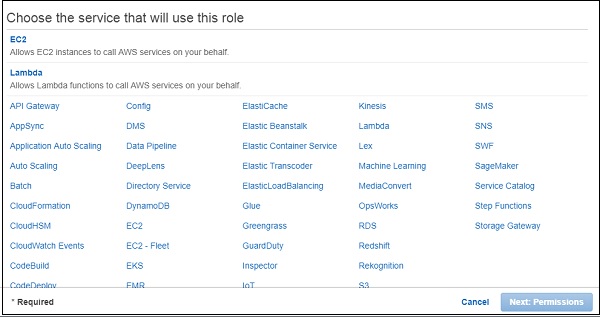 Choose the service that will use this role
EC2
Allows EC2 instances to call AWS services on your behalf.
Lambda
Allows Lambda functions to call AWS services on your behalf.
API Gateway Config ElastiCache Kinesis SMS
AppSync DMS Elastic Beanstalk Lambda SNS
Application Auto Scaling Data Pipeline Elastic Container Service Lex SWF
Auto Scaling DeepLens Elastic Transcoder Machine Learning SageMaker
Batch Directory Service ElasticLoadBalancing MediaConvert Service Catalog
CloudFormation DynamoDB Glue OpsWorks Step Functions
CloudHSM EC2 Greengrass RDS Storage Gateway
CloudWatch Events EC2 - Fleet GuardDuty Redshift
CodeBuild EKS Inspector Rekognition
CodeDeploy EMR IoT S3
* Required Cancel Next: Permissions